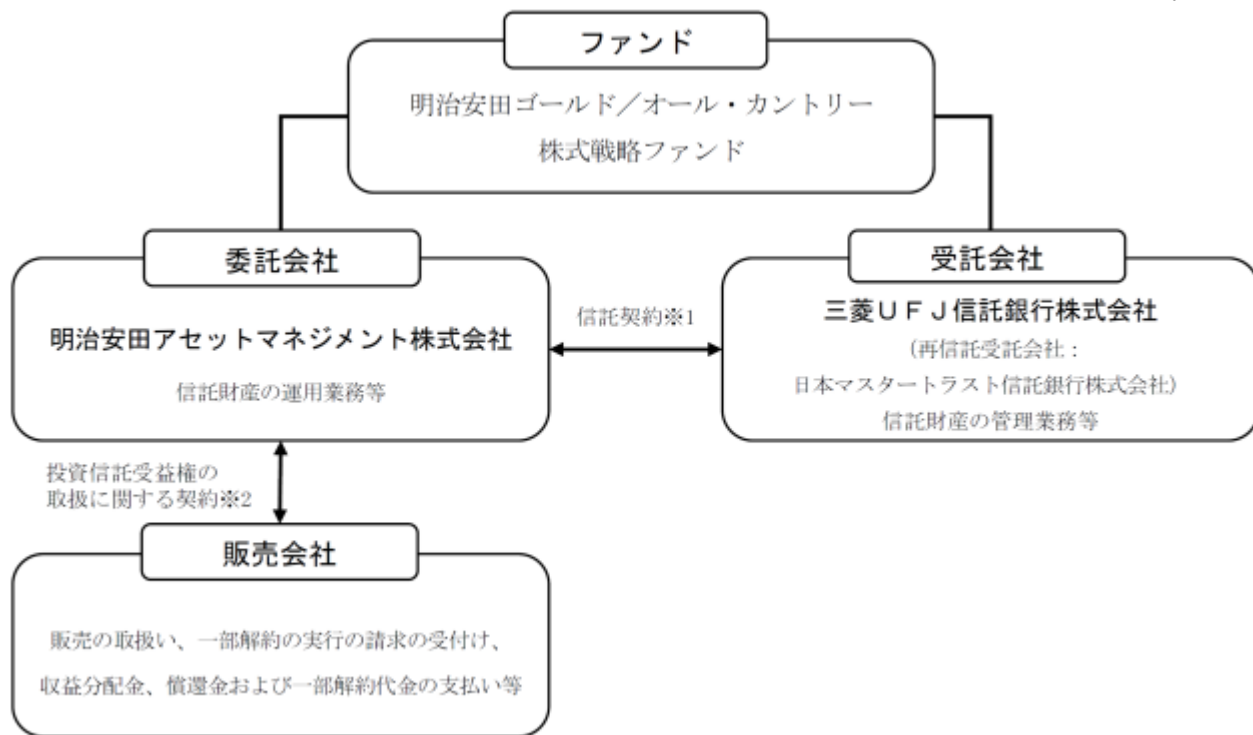 ファンド
明治安田ゴールド／オール・カントリー
株式戦略ファンド
委託会社
明治安田アセットマネジメント株式会社
信託財産の運用業務等
信託契約※1
受託会社
三菱ＵＦＪ信託銀行株式会社
（再信託受託会社：
日本マスタートラスト信託銀行株式会社）
信託財産の管理業務等
投資信託受益権の
取扱に関する契約※2
販売会社
販売の取扱い、一部解約の実行の請求の受付け、
収益分配金、償還金および一部解約代金の支払い等